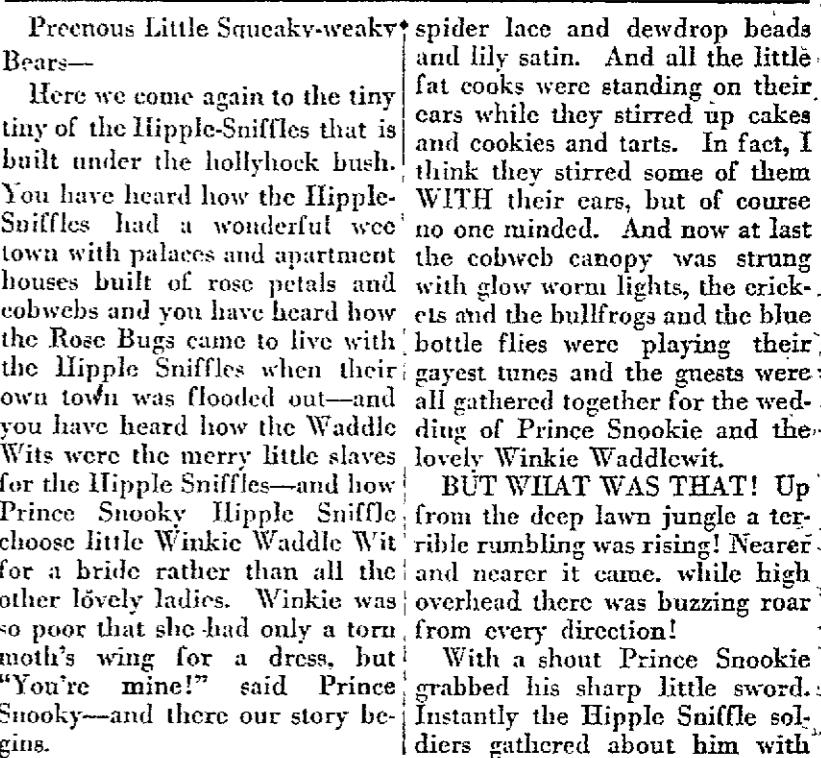 Precnous Little Squeaky-weaky
Bears—
Here we come again to the tiny
tiny of the Hipple-Sniffles that is
built under the hollyhock bush.
You have heard how the Hipple-
Sniffles had a wonderful wee
town with palaces and apartment
houses built of rose petals and
cobwebs and you have heard how
the Rose Bugs came to live with
the Hipple Sniffles when their
own town was flooded out—and
you have heard how the Waddle
Wits were the merry little slaves
for the Hipple Sniffles—and how
Prince Snooky Hipple Sniffle
choose little Winkie Waddle Wit
for a bride rather than all the
other lovely ladies. Winkie was
so poor that she had only a torn
moth's wing for a dress, but
"You're mine!" said Prince
Snooky—and there our story be-
gins.
spider lace and dewdrop beads
and lily satin. And all the little
fat cooks were standing on their
ears while they stirred up cakes
and cookies and tarts. In fact, I
think they stirred some of them
WITH their ears, but of course
no one minded. And now at last
the cobweb canopy was strung
with glow worm lights, the crick-
ets and the bullfrogs and the blue
bottle flies were playing their
gayest tunes and the guests were
all gathered together for the wed-
ding of Prince Snookie and the
lovely Winkie Waddlewit.
BUT WHAT WAS THAT! Up
from the deep lawn jungle a ter-
rible rumbling was rising! Nearer
and nearer it came. while high
overhead there was buzzing roar
from every direction!
With a shout Prince Snookie
grabbed his sharp little sword.
Instantly the Hipple Sniffle sol-
diers gathered about him with